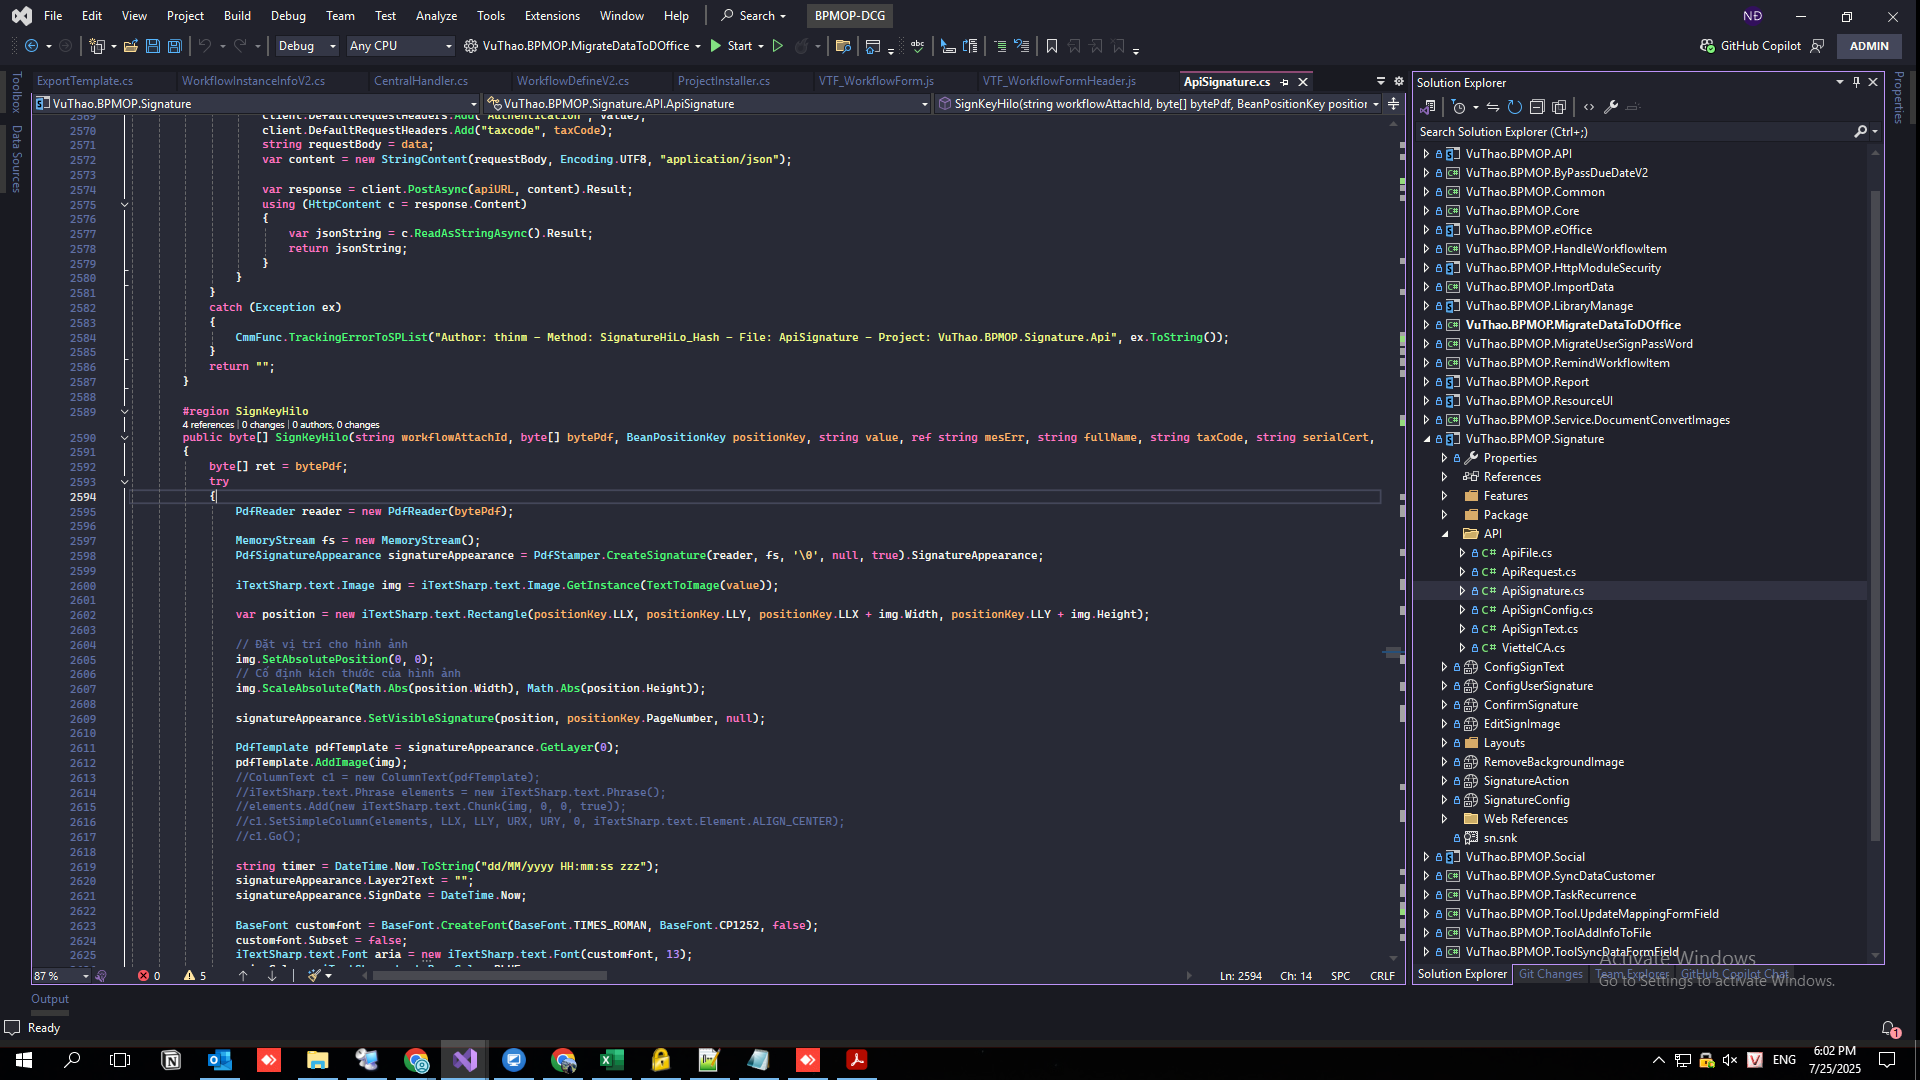 File Edit View Project Build Debug Team Test Analyze Tools Extensions Window Help Search BPMOP-DCG NĐ
Debug Any CPU VuThao.BPMOP.MigrateDataToDOffice Start GitHub Copilot ADMIN
ExportTemplate.cs WorkflowInstanceInfoV2.cs CentralHandler.cs WorkflowDefineV2.cs ProjectInstaller.cs VTF_WorkflowForm.js VTF_WorkflowFormHeader.js ApiSignature.cs
VuThao.BPMOP.Signature VuThao.BPMOP.Signature.API.ApiSignature SignKeyHilo(string workflowAttachId, byte[] bytePdf, BeanPositionKey position
Toolbox
Data Sources
2569 client.DefaultRequestHeaders.Add("Authentication", value);
2570 client.DefaultRequestHeaders.Add("taxcode", taxCode);
2571 string requestBody = data;
2572 var content = new StringContent(requestBody, Encoding.UTF8, "application/json");
2573
2574 var response = client.PostAsync(apiURL, content).Result;
2575 using (HttpContent c = response.Content)
2576 {
2577 var jsonString = c.ReadAsStringAsync().Result;
2578 return jsonString;
2579 }
2580 }
2581 }
2582 catch (Exception ex)
2583 {
2584 CmmFunc.TrackingErrorToSPList("Author: thinm - Method: SignatureHiLo_Hash - File: ApiSignature - Project: VuThao.BPMOP.Signature.Api", ex.ToString());
2585 }
2586 return "";
2587 }
2588
2589 #region SignKeyHilo
4 references | 0 changes | 0 authors, 0 changes
2590 public byte[] SignKeyHilo(string workflowAttachId, byte[] bytePdf, BeanPositionKey positionKey, string value, ref string mesErr, string fullName, string taxCode, string serialCert,
2591 {
2592 byte[] ret = bytePdf;
2593 try
2594 {
2595 PdfReader reader = new PdfReader(bytePdf);
2596
2597 MemoryStream fs = new MemoryStream();
2598 PdfSignatureAppearance signatureAppearance = PdfStamper.CreateSignature(reader, fs, '\0', null, true).SignatureAppearance;
2599
2600 iTextSharp.text.Image img = iTextSharp.text.Image.GetInstance(TextToImage(value));
2601
2602 var position = new iTextSharp.text.Rectangle(positionKey.LLX, positionKey.LLY, positionKey.LLX + img.Width, positionKey.LLY + img.Height);
2603
2604 // Đặt vị trí cho hình ảnh
2605 img.SetAbsolutePosition(0, 0);
2606 // Cố định kích thước của hình ảnh
2607 img.ScaleAbsolute(Math.Abs(position.Width), Math.Abs(position.Height));
2608
2609 signatureAppearance.SetVisibleSignature(position, positionKey.PageNumber, null);
2610
2611 PdfTemplate pdfTemplate = signatureAppearance.GetLayer(0);
2612 pdfTemplate.AddImage(img);
2613 //ColumnText c1 = new ColumnText(pdfTemplate);
2614 //iTextSharp.text.Phrase elements = new iTextSharp.text.Phrase();
2615 //elements.Add(new iTextSharp.text.Chunk(img, 0, 0, true));
2616 //c1.SetSimpleColumn(elements, LLX, LLY, URX, URY, 0, iTextSharp.text.Element.ALIGN_CENTER);
2617 //c1.Go();
2618
2619 string timer = DateTime.Now.ToString("dd/MM/yyyy HH:mm:ss zzz");
2620 signatureAppearance.Layer2Text = "";
2621 signatureAppearance.SignDate = DateTime.Now;
2622
2623 BaseFont customfont = BaseFont.CreateFont(BaseFont.TIMES_ROMAN, BaseFont.CP1252, false);
2624 customfont.Subset = false;
2625 iTextSharp.text.Font aria = new iTextSharp.text.Font(customfont, 13);
87 % 0 5 Ln: 2594 Ch: 14 SPC CRLF
Output
Ready
Solution Explorer
Search Solution Explorer (Ctrl+;)
VuThao.BPMOP.API
VuThao.BPMOP.ByPassDueDateV2
VuThao.BPMOP.Common
VuThao.BPMOP.Core
VuThao.BPMOP.eOffice
VuThao.BPMOP.HandleWorkflowItem
VuThao.BPMOP.HttpModuleSecurity
VuThao.BPMOP.ImportData
VuThao.BPMOP.LibraryManage
VuThao.BPMOP.MigrateDataToDOffice
VuThao.BPMOP.MigrateUserSignPassWord
VuThao.BPMOP.RemindWorkflowItem
VuThao.BPMOP.Report
VuThao.BPMOP.ResourceUI
VuThao.BPMOP.Service.DocumentConvertImages
VuThao.BPMOP.Signature
Properties
References
Features
Package
API
C# ApiFile.cs
C# ApiRequest.cs
C# ApiSignature.cs
C# ApiSignConfig.cs
C# ApiSignText.cs
C# ViettelCA.cs
ConfigSignText
ConfigUserSignature
ConfirmSignature
EditSignImage
Layouts
RemoveBackgroundImage
SignatureAction
SignatureConfig
Web References
sn.snk
VuThao.BPMOP.Social
VuThao.BPMOP.SyncDataCustomer
VuThao.BPMOP.TaskRecurrence
VuThao.BPMOP.Tool.UpdateMappingFormField
VuThao.BPMOP.ToolAddInfoToFile
VuThao.BPMOP.ToolSyncDataFormField
Solution Explorer Git Changes Team Explorer GitHub Copilot Chat
Properties
Activate Windows
Go to Settings to activate Windows.
1
ENG
6:02 PM
7/25/2025